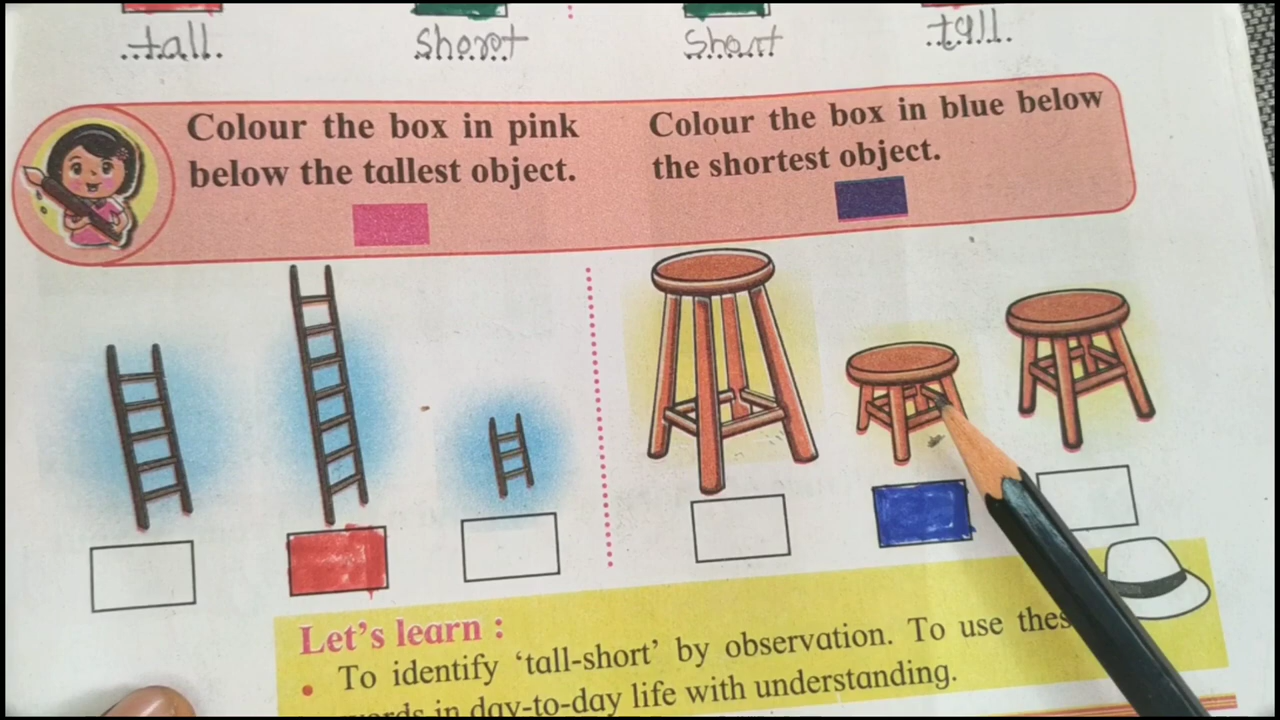 tall. short short tall.
Colour the box in pink
below the tallest object.
Colour the box in blue below
the shortest object.
Let's learn :
• To identify 'tall-short' by observation. To use thes
words in day-to-day life with understanding.